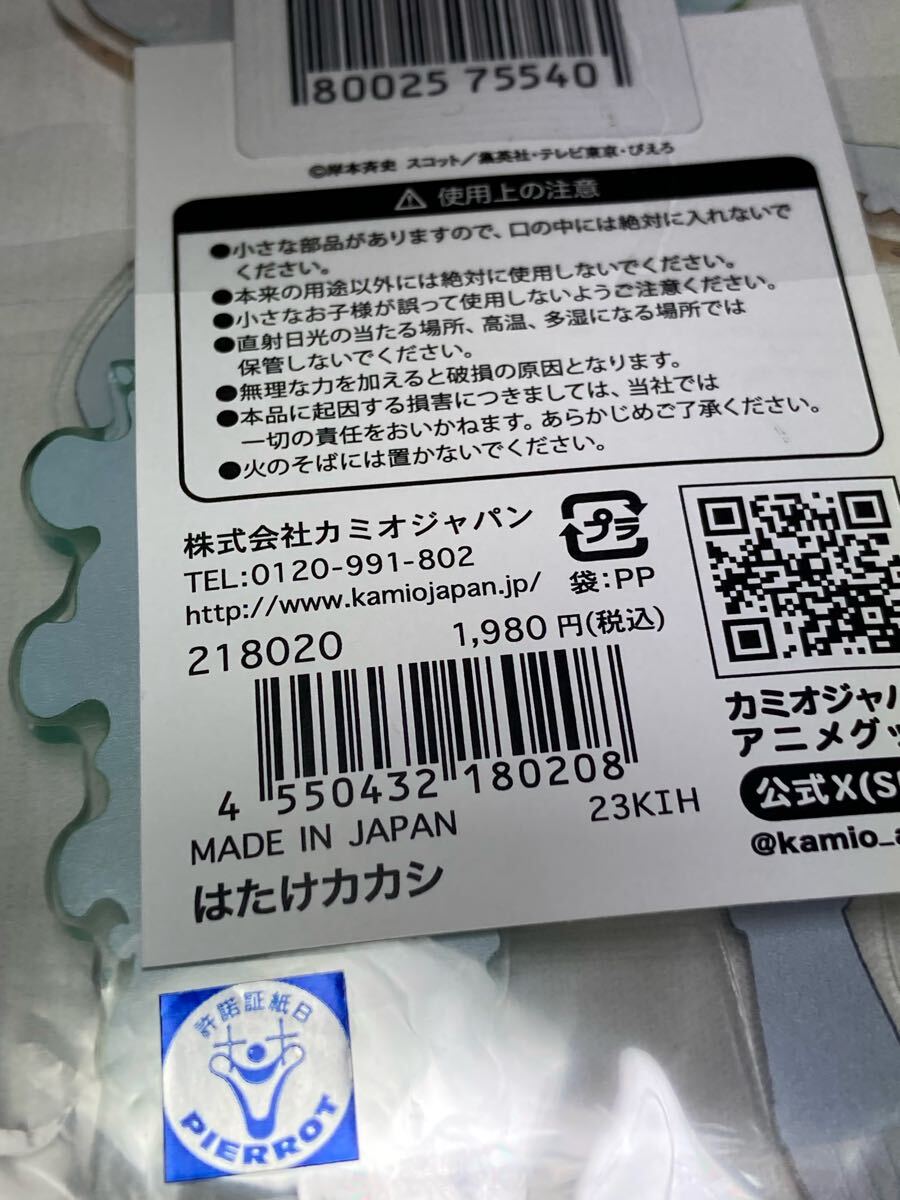 80025 75540
©岸本斉史 スコット/集英社・テレビ東京・ぴえろ
使用上の注意
●小さな部品がありますので、口の中には絶対に入れないで
ください。
●本来の用途以外には絶対に使用しないでください。
●小さなお子様が誤って使用しないようご注意ください。
●直射日光の当たる場所、高温、多湿になる場所では
保管しないでください。
●無理な力を加えると破損の原因となります。
●本品に起因する損害につきましては、当社では
一切の責任をおいかねます。あらかじめご了承ください。
●火のそばには置かないでください。
株式会社カミオジャパン
TEL:0120-991-802
http://www.kamiojapan.jp/
プラ
袋:PP
218020
1,980 円(税込)
4 550432 180208
MADE IN JAPAN
23KIH
はたけカカシ
カミオジャパ
アニメグッ
公式X(S
@kamio_a
許諾証紙日
PIERROT